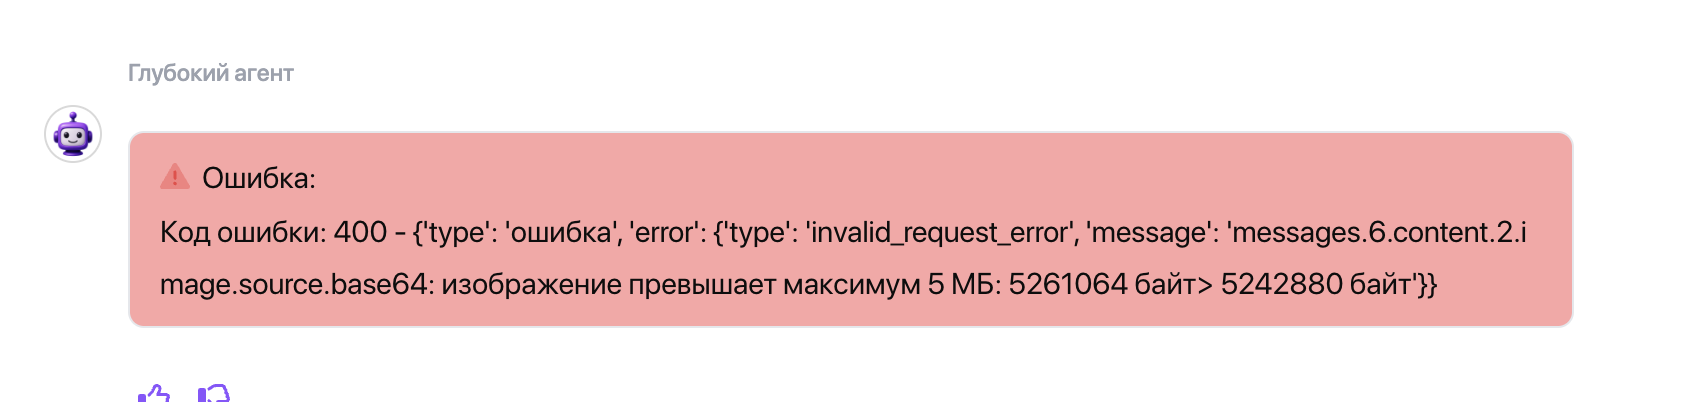 Глубокий агент
Ошибка:
Код ошибки: 400 - {'type': 'ошибка', 'error': {'type': 'invalid_request_error', 'message': 'messages.6.content.2.i
mage.source.base64: изображение превышает максимум 5 МБ: 5261064 байт> 5242880 байт'}}